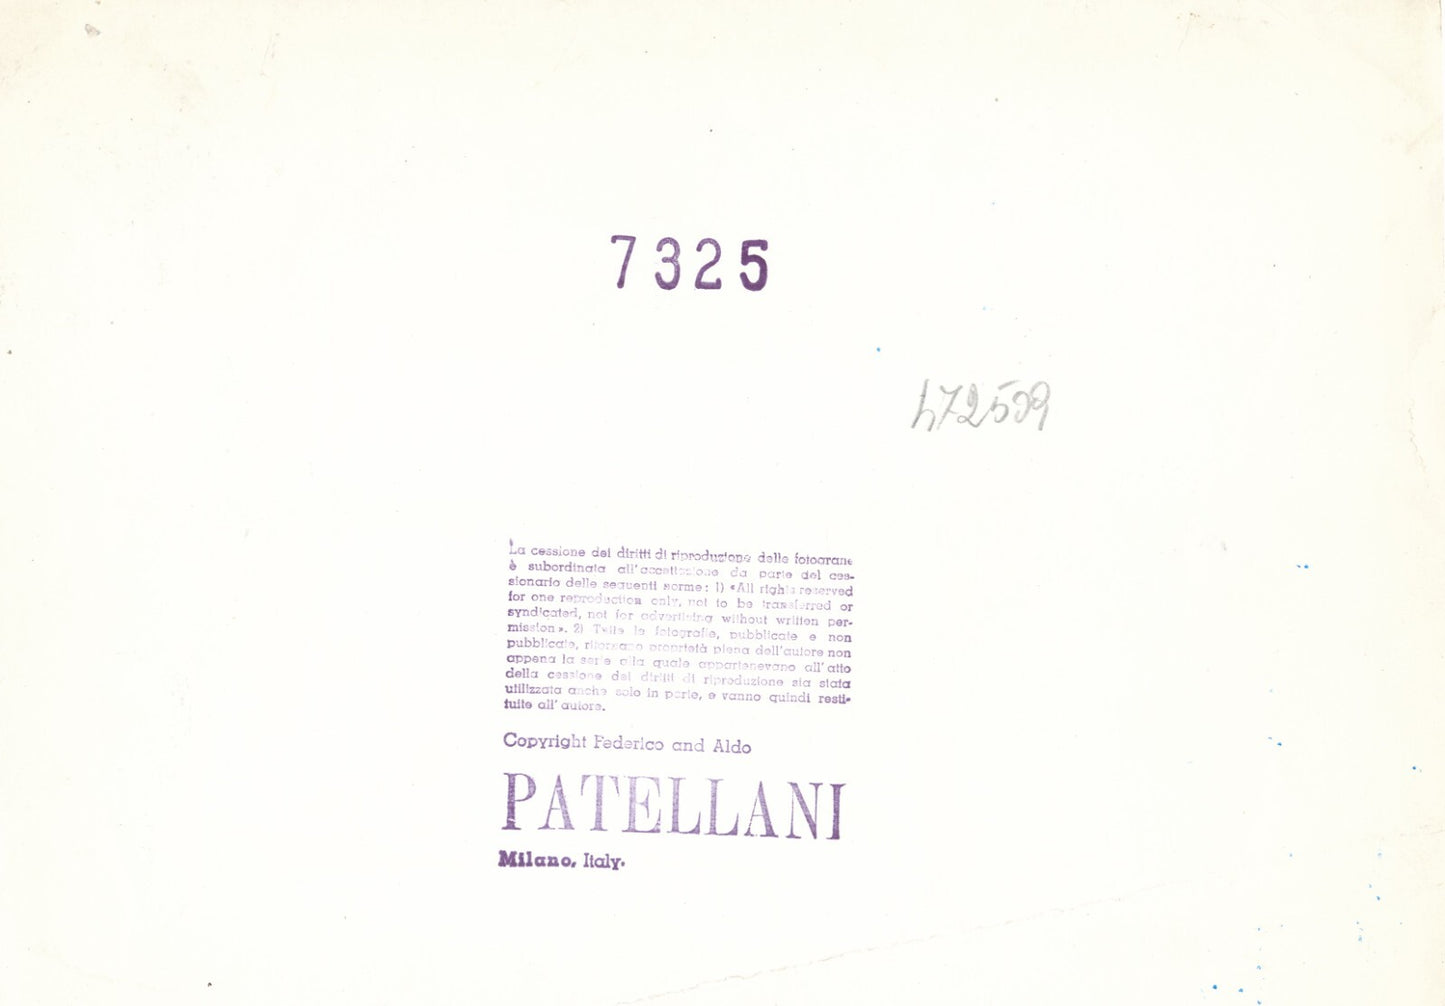 7325
472509
La cessione dei diritti di riproduzione delle fotografie
è subordinata all'accettazione da parte del ces-
sionario delle seguenti norme: 1) «All rights reserved
for one reproduction only, not to be transferred or
syndicated, not for advertising without written per-
mission». 2) Tutte le fotografie, pubblicate e non
pubblicate, ritornano proprietà piena dell'autore non
appena la serie alla quale appartenevano all'atto
della cessione dei diritti di riproduzione sia stata
utilizzata anche solo in parte, e vanno quindi resti-
tuite all'autore.
Copyright Federico and Aldo
PATELLANI
Milano, Italy.